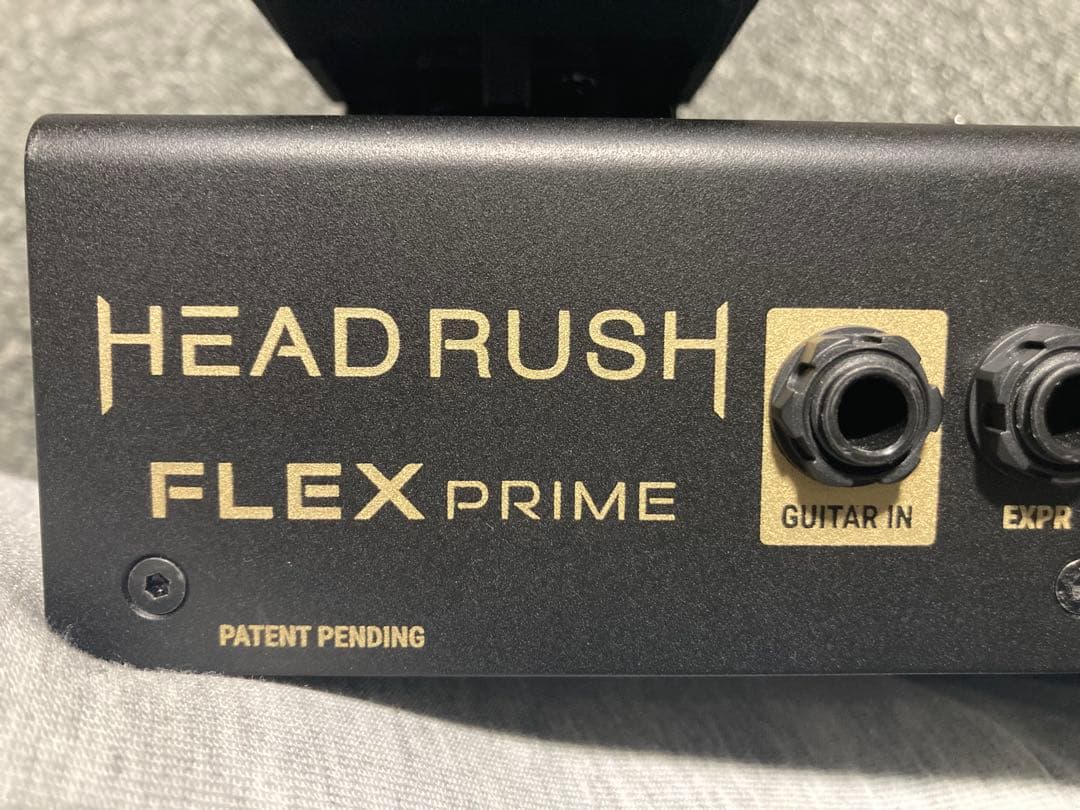 HEADRUSH
FLEX PRIME
GUITAR IN
EXPR
PATENT PENDING